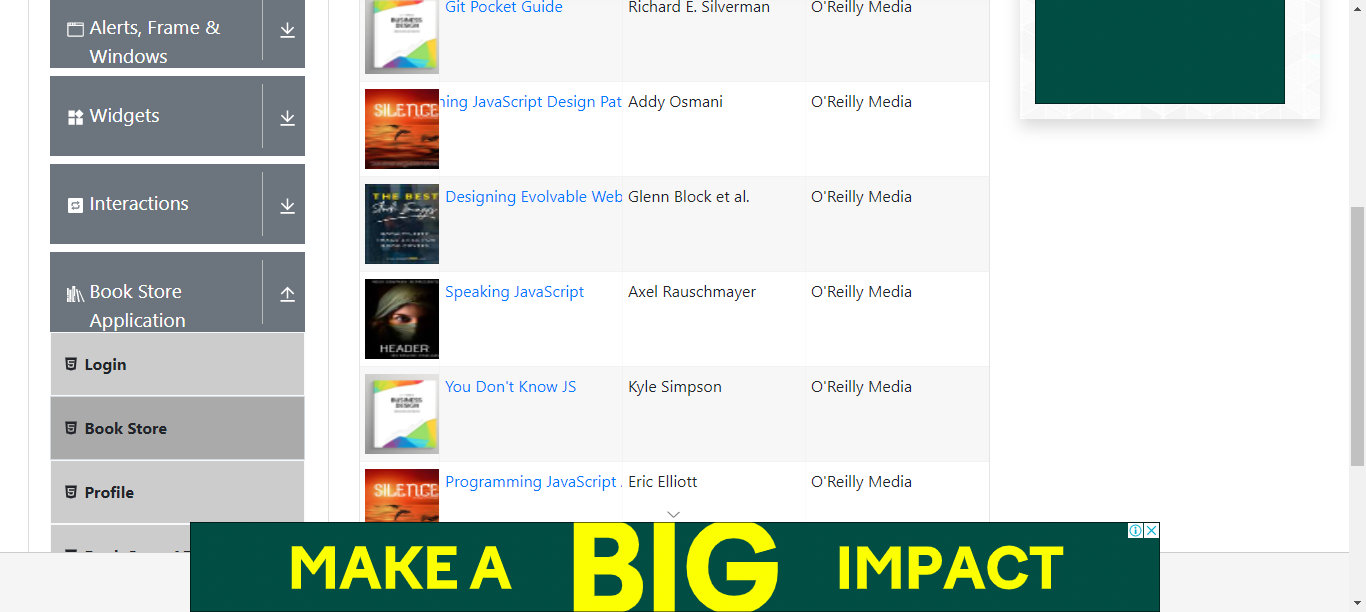 Alerts, Frame &
Windows
Widgets
Interactions
Book Store
Application
Login
Book Store
Profile
Git Pocket Guide
Richard E. Silverman
O'Reilly Media
BUSINESS
DESIGN
JavaScript Design Pat
Addy Osmani
O'Reilly Media
SILENCE
Designing Evolvable Web
Glenn Block et al.
O'Reilly Media
THE BEST
Speaking JavaScript
Axel Rauschmayer
O'Reilly Media
HEADER
You Don't Know JS
Kyle Simpson
O'Reilly Media
BUSINESS
DESIGN
Programming JavaScript
Eric Elliott
O'Reilly Media
SILENCE
MAKE A BIG IMPACT